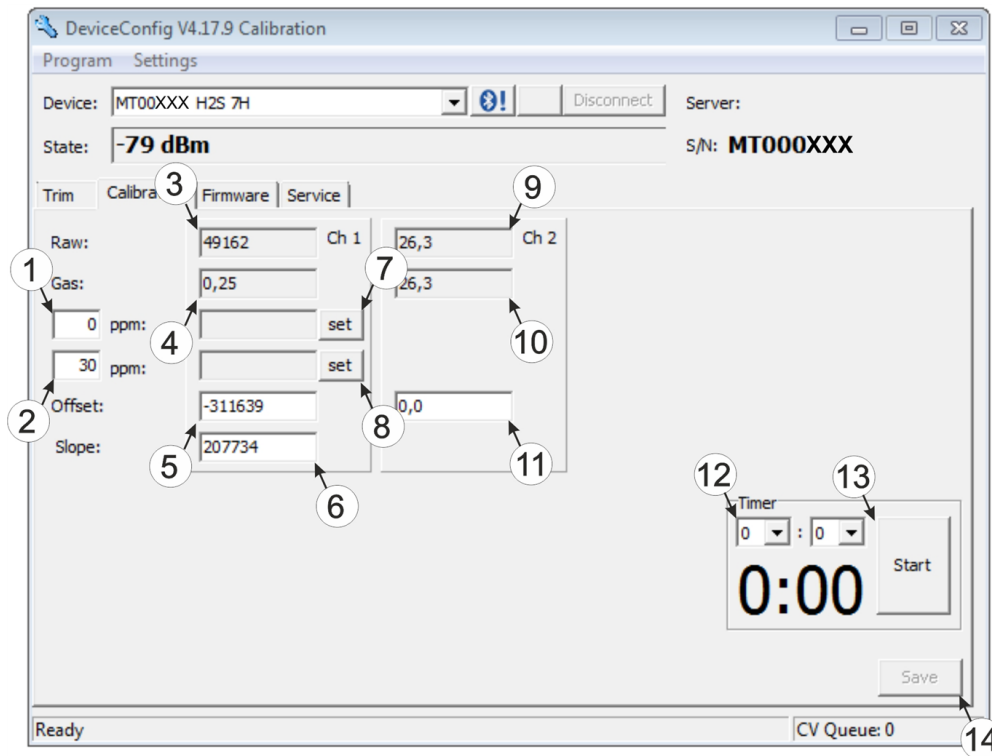 DeviceConfig V4.17.9 Calibration
Program Settings
Device: MT00XXX H2S 7H Disconnect Server:
State: -79 dBm S/N: MT000XXX
Trim Calibra 3 Firmware Service 9
Raw: 49162 Ch 1 26,3 Ch 2
1 Gas: 0,25 7 26,3
0 ppm: 4 set 10
30 ppm: set
2 Offset: -311639 8 0,0
Slope: 207734 5 11
6 12 13
Timer
0 : 0
0:00 Start
Save
Ready CV Queue: 0 14